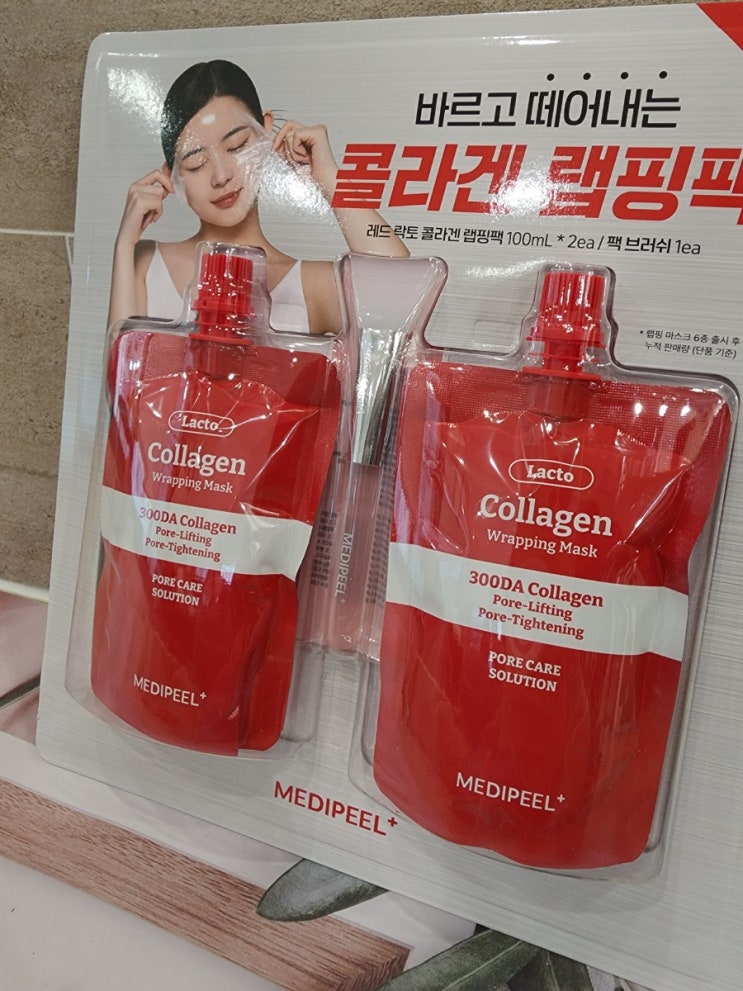 바르고 떼어내는
콜라겐 랩핑팩
레드 락토 콜라겐 랩핑팩 100mL * 2ea / 팩 브러쉬 1ea
* 랩핑 마스크 6종 출시 후
누적 판매량 (단품 기준)
Lacto
Collagen
Wrapping Mask
300DA Collagen
Pore-Lifting
Pore-Tightening
PORE CARE
SOLUTION
MEDIPEEL+
MEDIPEEL+
Lacto
Collagen
Wrapping Mask
300DA Collagen
Pore-Lifting
Pore-Tightening
PORE CARE
SOLUTION
MEDIPEEL+
MEDIPEEL+